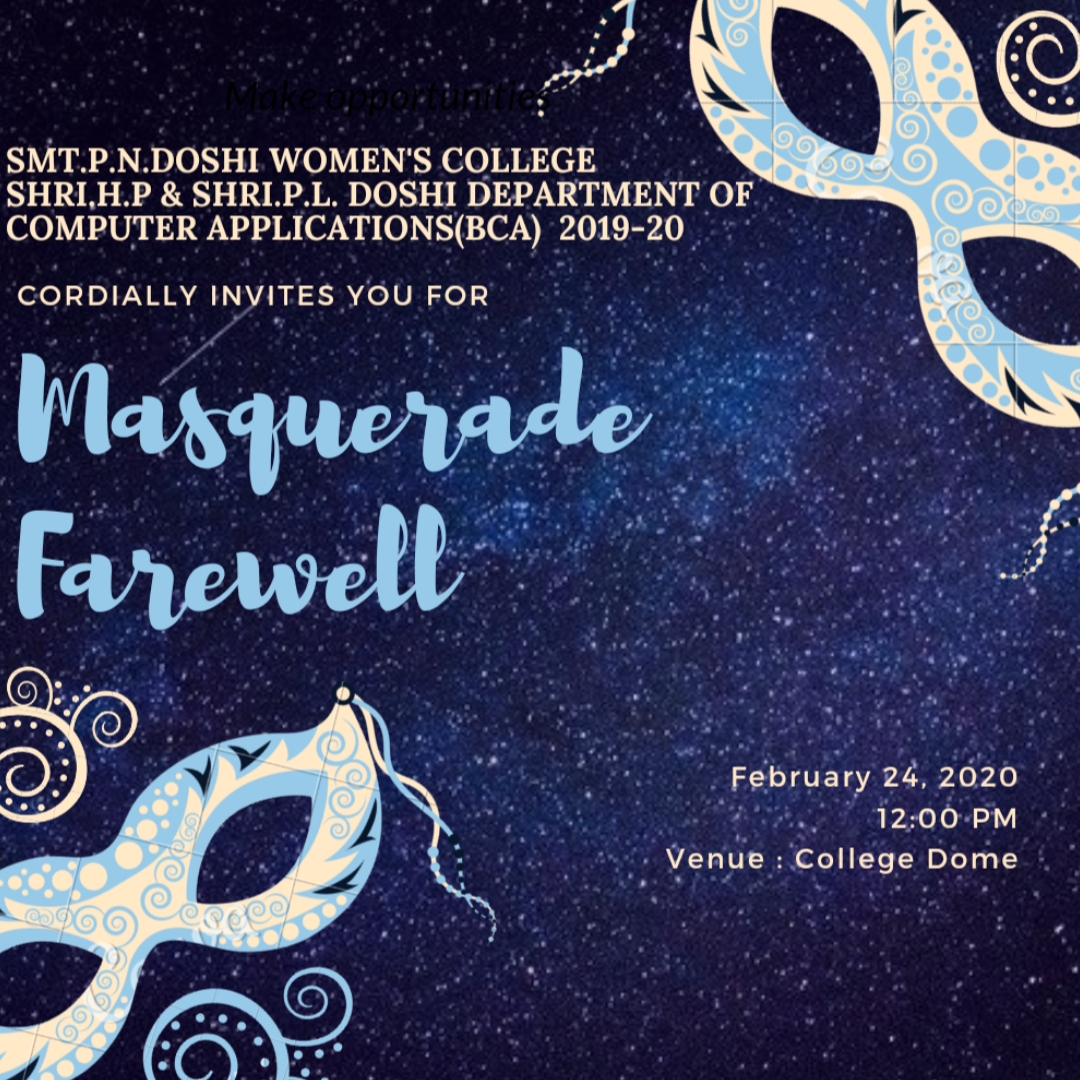 Make opportunities
SMT.P.N.DOSHI WOMEN'S COLLEGE
SHRI.H.P & SHRI.P.L. DOSHI DEPARTMENT OF
COMPUTER APPLICATIONS(BCA) 2019-20
CORDIALLY INVITES YOU FOR
Masquerade
Farewell
February 24, 2020
12:00 PM
Venue : College Dome